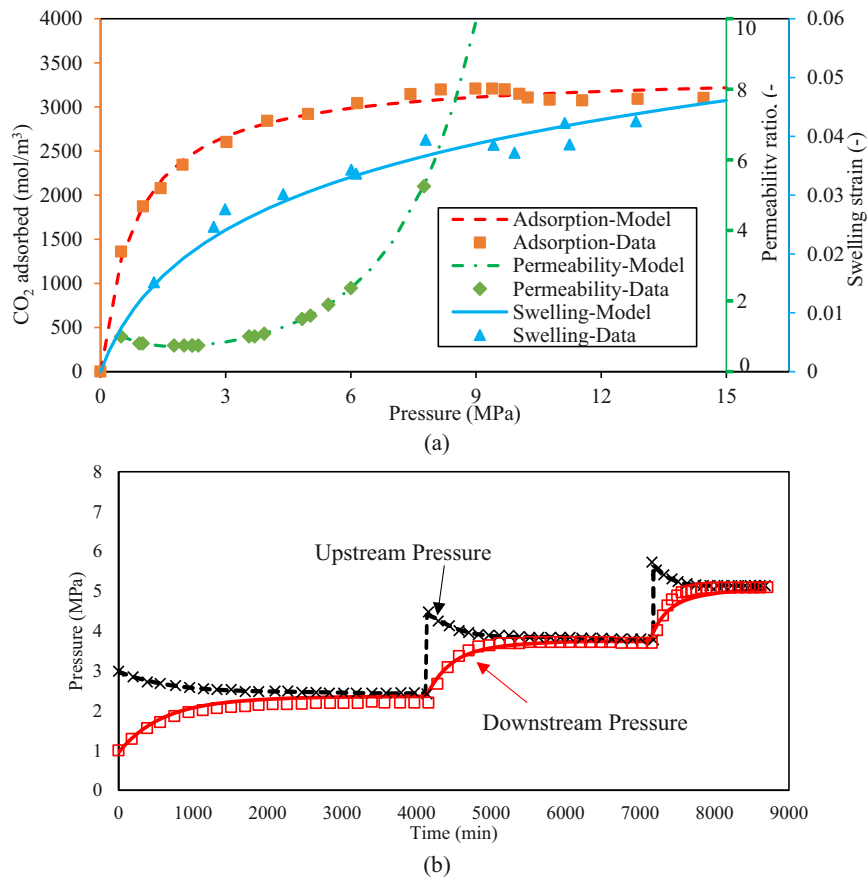 4000
3500
3000
2500
2000
1500
1000
500
0
CO2 adsorbed (mol/m³)
0 3 6 9 12 15
Pressure (MPa)
10
8
6
4
2
0
Permeability ratio. (-
0.06
0.05
0.04
0.03
0.02
0.01
0
Swelling strain (-)
Adsorption-Model
Adsorption-Data
Permeability-Model
Permeability-Data
Swelling-Model
Swelling-Data
(a)
8
7
6
5
4
3
2
1
0
Pressure (MPa)
Upstream Pressure
Downstream Pressure
0 1000 2000 3000 4000 5000 6000 7000 8000 9000
Time (min)
(b)